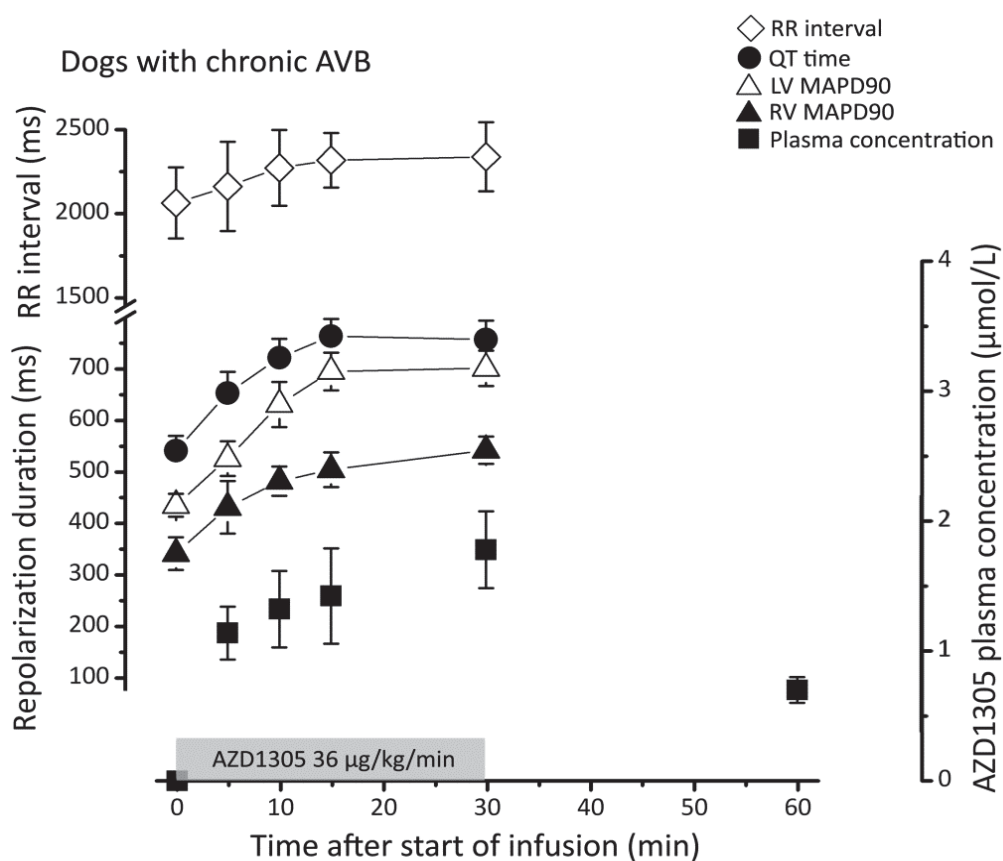 RR interval
QT time
LV MAPD90
RV MAPD90
Plasma concentration
Dogs with chronic AVB
RR interval (ms)
2500
2000
1500
Repolarization duration (ms)
700
600
500
400
300
200
100
AZD1305 plasma concentration (µmol/L)
4
3
2
1
0
AZD1305 36 µg/kg/min
0 10 20 30 40 50 60
Time after start of infusion (min)